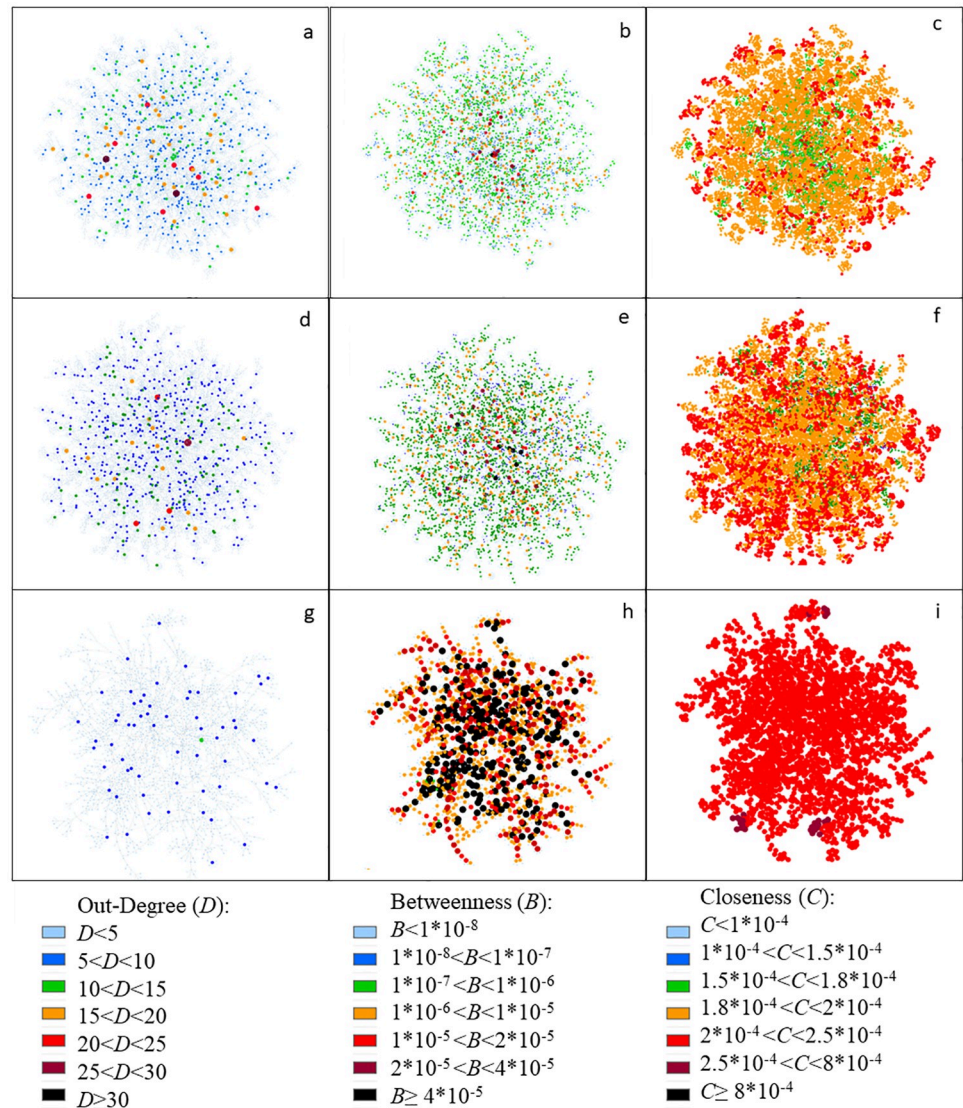 a
b
c
d
e
f
g
h
i
Out-Degree (D):
D<5
5<D<10
10<D<15
15<D<20
20<D<25
25<D<30
D>30
Betweenness (B):
B<1*10-8
1*10-8<B<1*10-7
1*10-7<B<1*10-6
1*10-6<B<1*10-5
1*10-5<B<2*10-5
2*10-5<B<4*10-5
B≥ 4*10-5
Closeness (C):
C<1*10-4
1*10-4<C<1.5*10-4
1.5*10-4<C<1.8*10-4
1.8*10-4<C<2*10-4
2*10-4<C<2.5*10-4
2.5*10-4<C<8*10-4
C≥ 8*10-4